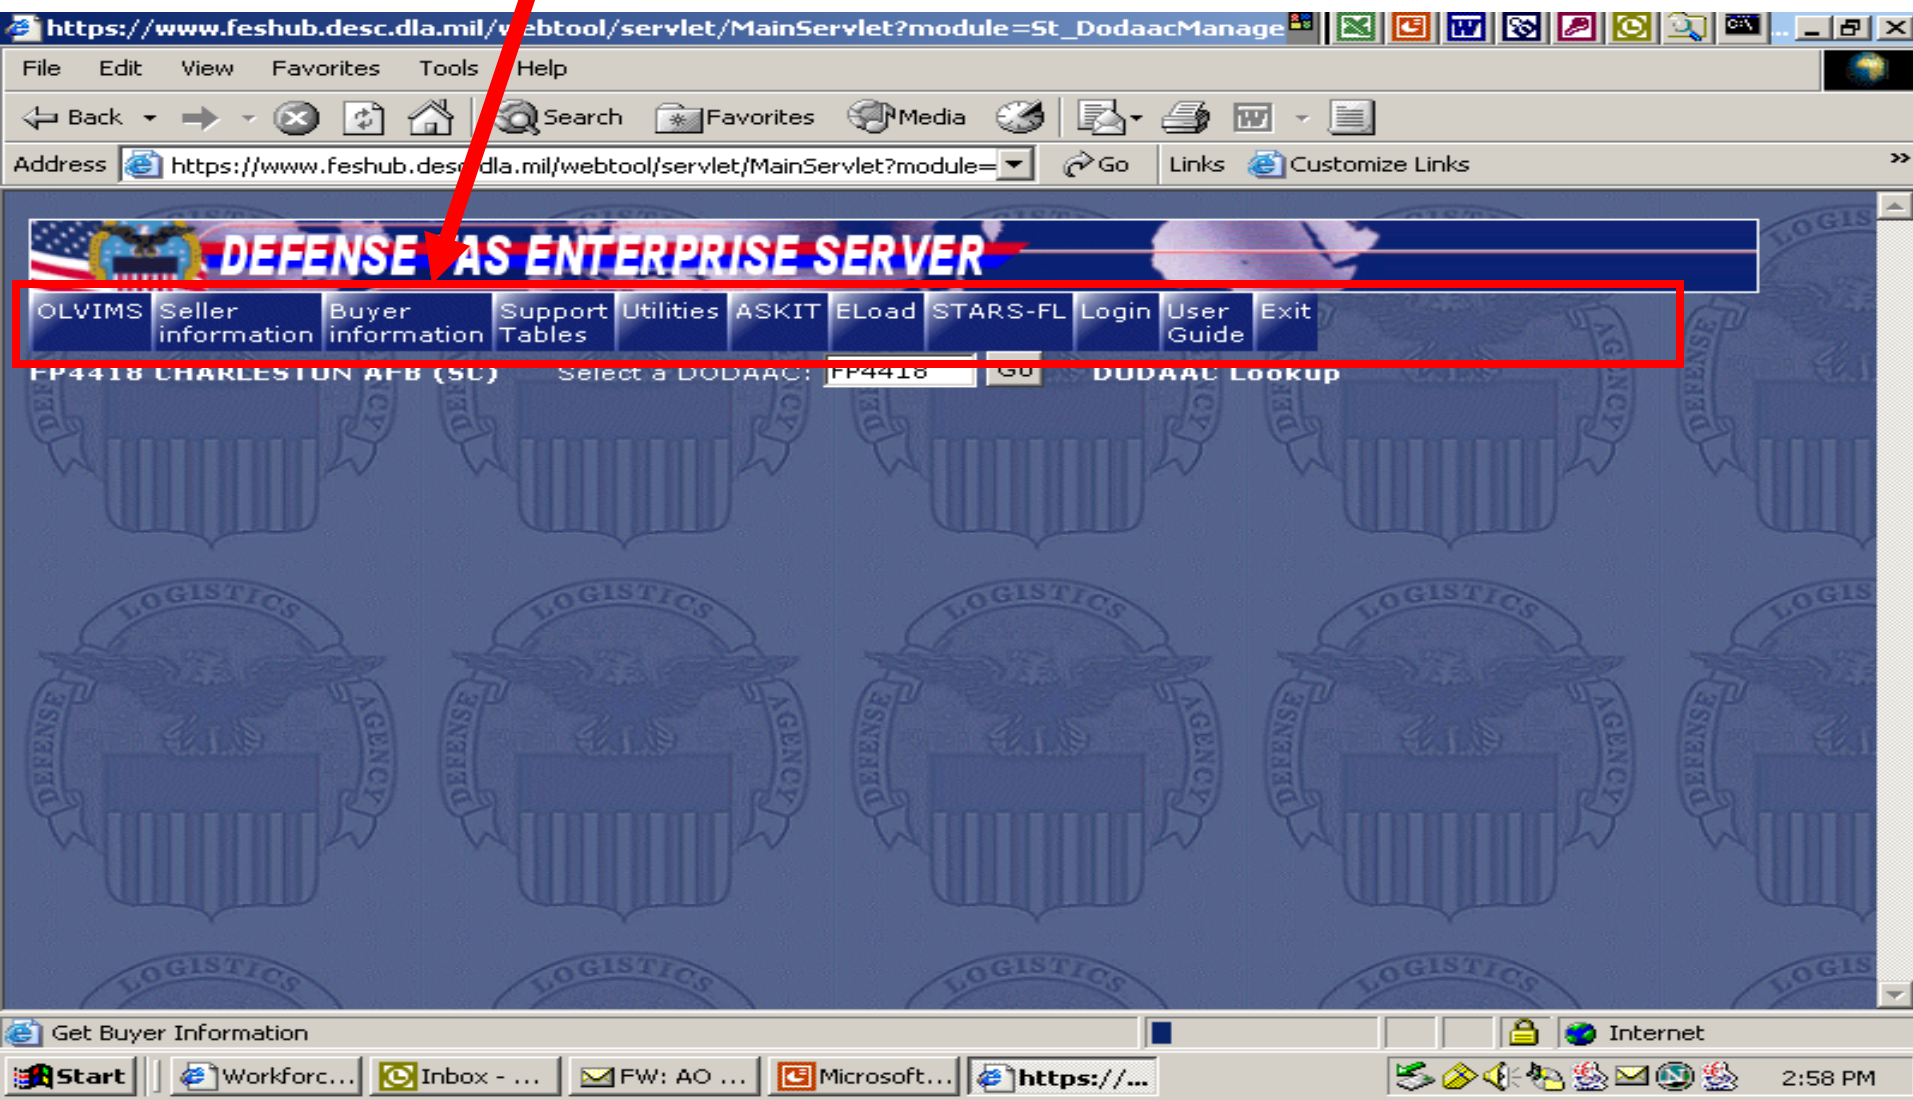 https://www.feshub.desc.dla.mil/webtool/servlet/MainServlet?module=St_DodaacManage
File Edit View Favorites Tools Help
Back Search Favorites Media
Address https://www.feshub.desc.dla.mil/webtool/servlet/MainServlet?module= Go Links Customize Links »
DEFENSE FAS ENTERPRISE SERVER
OLVIMS Seller information Buyer information Support Tables Utilities ASKIT ELoad STARS-FL Login User Guide Exit
FP4418 CHARLESTON AFB (SC) Select a DODAAC: FP4418 Go DODAAC Lookup
DEFENSE LOGISTICS AGENCY
Get Buyer Information Internet
Start Workforc... Inbox - ... FW: AO ... Microsoft... https://... 2:58 PM